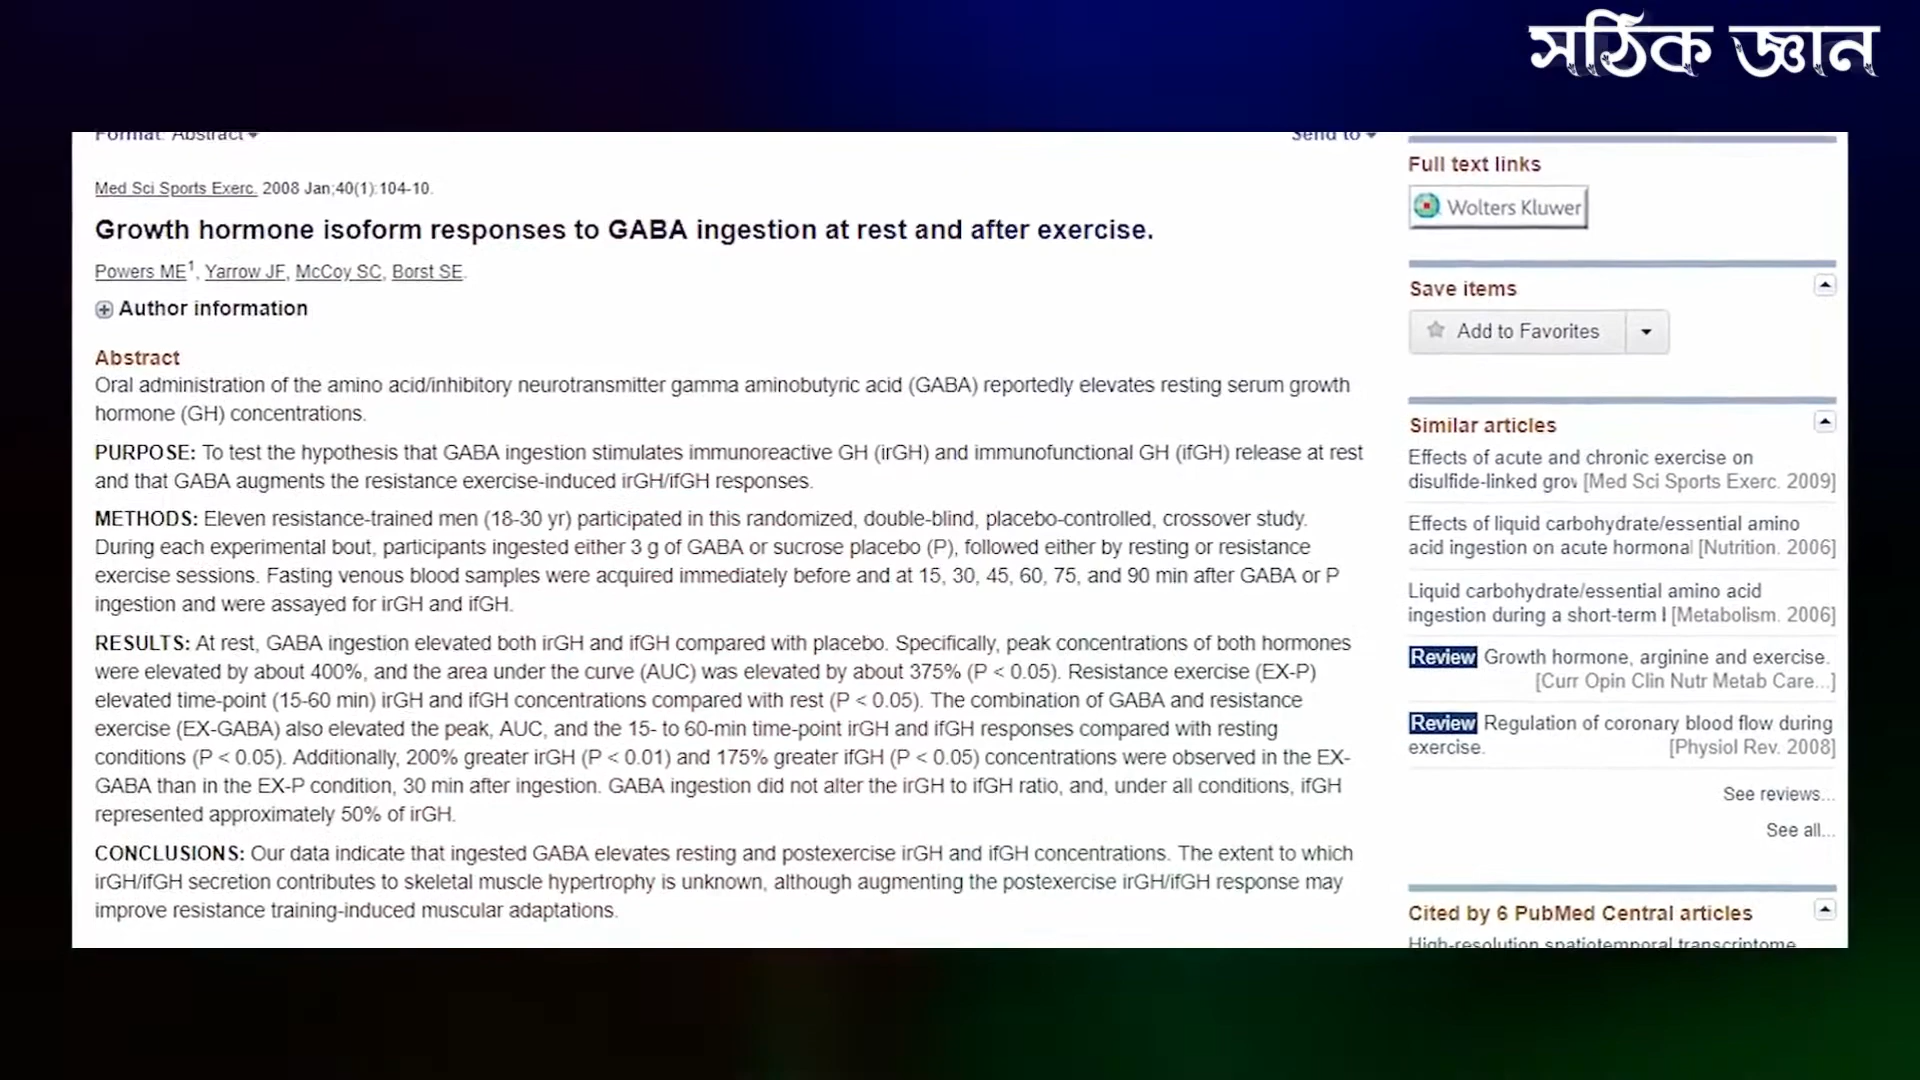 সঠিক জ্ঞান
Format: Abstract
Send to
Med Sci Sports Exerc. 2008 Jan;40(1):104-10.
Growth hormone isoform responses to GABA ingestion at rest and after exercise.
Powers ME1, Yarrow JF, McCoy SC, Borst SE.
Author information
Abstract
Oral administration of the amino acid/inhibitory neurotransmitter gamma aminobutyric acid (GABA) reportedly elevates resting serum growth
hormone (GH) concentrations.
PURPOSE: To test the hypothesis that GABA ingestion stimulates immunoreactive GH (irGH) and immunofunctional GH (ifGH) release at rest
and that GABA augments the resistance exercise-induced irGH/ifGH responses.
METHODS: Eleven resistance-trained men (18-30 yr) participated in this randomized, double-blind, placebo-controlled, crossover study.
During each experimental bout, participants ingested either 3 g of GABA or sucrose placebo (P), followed either by resting or resistance
exercise sessions. Fasting venous blood samples were acquired immediately before and at 15, 30, 45, 60, 75, and 90 min after GABA or P
ingestion and were assayed for irGH and ifGH.
RESULTS: At rest, GABA ingestion elevated both irGH and ifGH compared with placebo. Specifically, peak concentrations of both hormones
were elevated by about 400%, and the area under the curve (AUC) was elevated by about 375% (P < 0.05). Resistance exercise (EX-P)
elevated time-point (15-60 min) irGH and ifGH concentrations compared with rest (P < 0.05). The combination of GABA and resistance
exercise (EX-GABA) also elevated the peak, AUC, and the 15- to 60-min time-point irGH and ifGH responses compared with resting
conditions (P < 0.05). Additionally, 200% greater irGH (P < 0.01) and 175% greater ifGH (P < 0.05) concentrations were observed in the EX-
GABA than in the EX-P condition, 30 min after ingestion. GABA ingestion did not alter the irGH to ifGH ratio, and, under all conditions, ifGH
represented approximately 50% of irGH.
CONCLUSIONS: Our data indicate that ingested GABA elevates resting and postexercise irGH and ifGH concentrations. The extent to which
irGH/ifGH secretion contributes to skeletal muscle hypertrophy is unknown, although augmenting the postexercise irGH/ifGH response may
improve resistance training-induced muscular adaptations.
Full text links
Wolters Kluwer
Save items
Add to Favorites
Similar articles
Effects of acute and chronic exercise on
disulfide-linked grov [Med Sci Sports Exerc. 2009]
Effects of liquid carbohydrate/essential amino
acid ingestion on acute hormonal [Nutrition. 2006]
Liquid carbohydrate/essential amino acid
ingestion during a short-term [Metabolism. 2006]
Review Growth hormone, arginine and exercise.
[Curr Opin Clin Nutr Metab Care...]
Review Regulation of coronary blood flow during
exercise. [Physiol Rev. 2008]
See reviews...
See all...
Cited by 6 PubMed Central articles
High-resolution spatiotemporal transcriptome